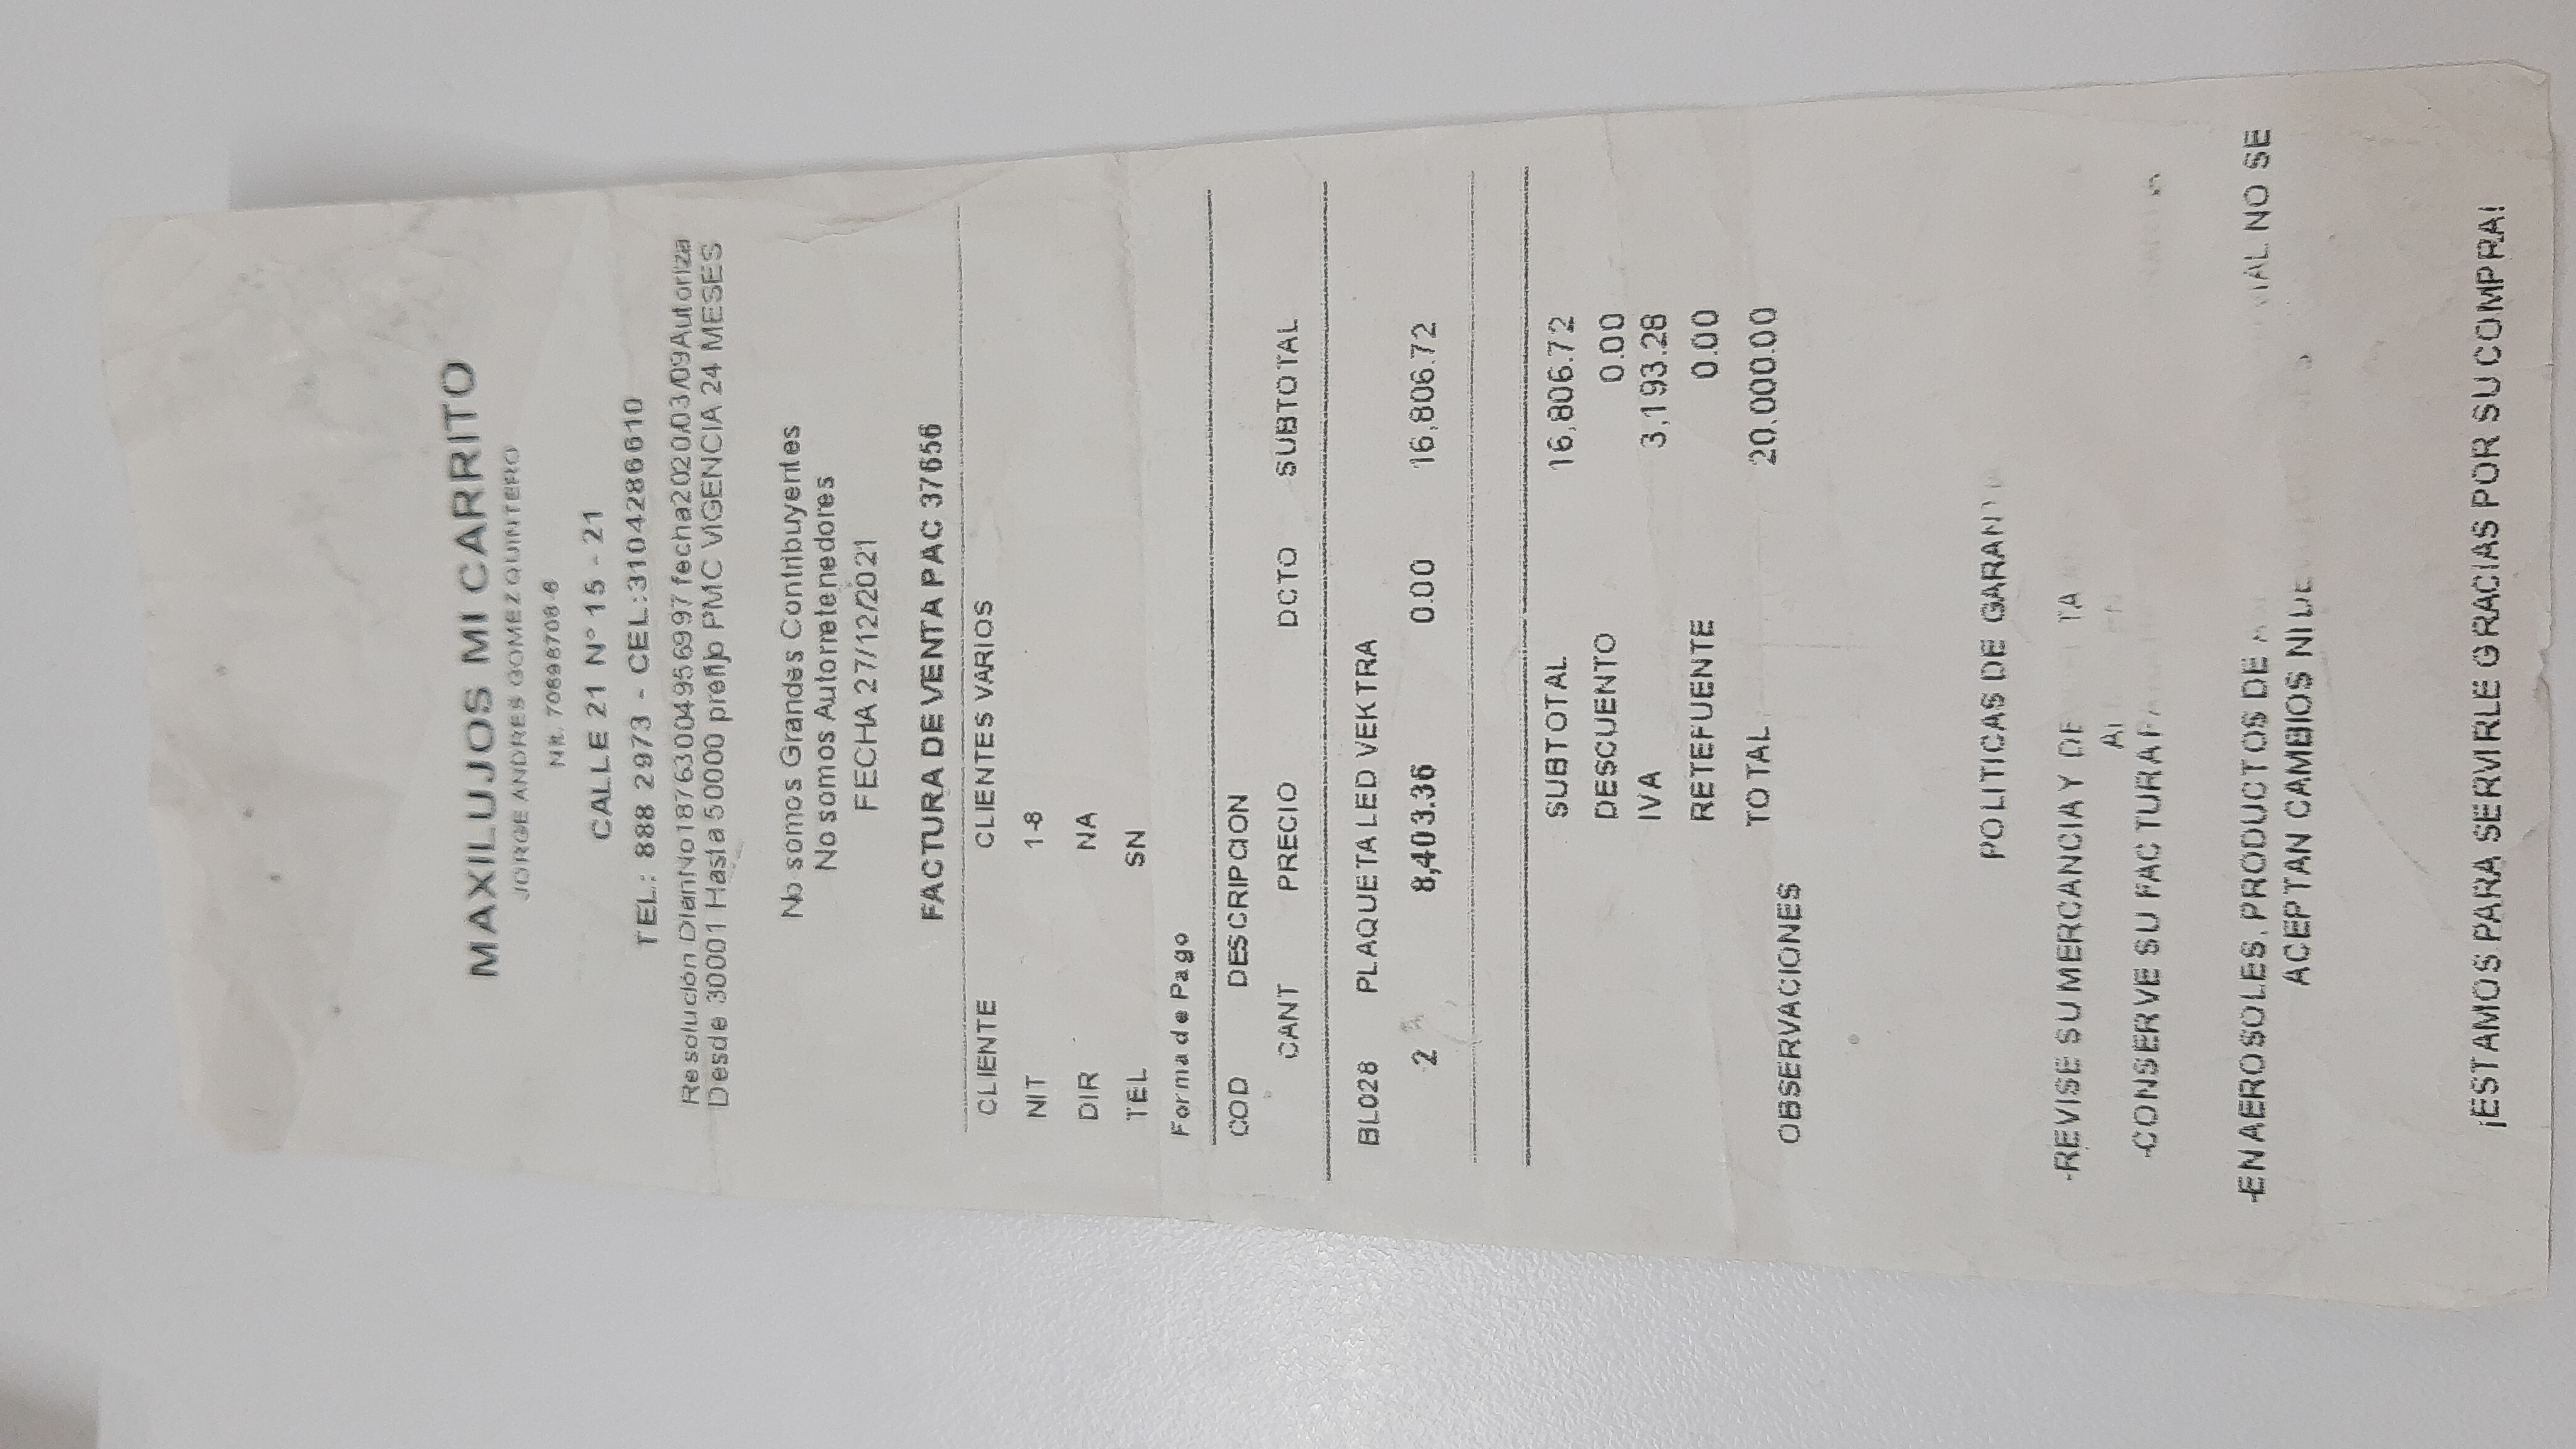 MAXILUJOS MI CARRITO
JORGE ANDRES GOMEZ QUINTERO
Nit. 70698708-6
CALLE 21 N° 15 - 21
TEL.: 888 2973 - CEL.:3104286610
Resolución DianNo18763004956997 fecha2020/03/09Autoriza
Desde 30001 Hasta 50000 prefijo PMC VIGENCIA 24 MESES
No somos Grandes Contribuyentes
No somos Autorretenedores
FECHA 27/12/2021
FACTURA DE VENTA PAC 37656
CLIENTE CLIENTES VARIOS
NIT 1-8
DIR NA
TEL SN
Forma de Pago
COD DESCRIPCION
CANT PRECIO DCTO SUBTOTAL
BL028 PLAQUETA LED VEKTRA
2 8,403.36 0.00 16,806.72
SUBTOTAL 16,806.72
DESCUENTO 0.00
IVA 3,193.28
RETEFUENTE 0.00
TOTAL 20.000.00
OBSERVACIONES
POLITICAS DE
-REVISE SU MERCANCIA Y
-CONSERVE SU FACTURA
-EN AEROSOLES, PRODUCTOS DE NO SE
ACEPTAN CAMBIOS NI
¡ESTAMOS PARA SERVIRLE GRACIAS POR SU COMPRA!